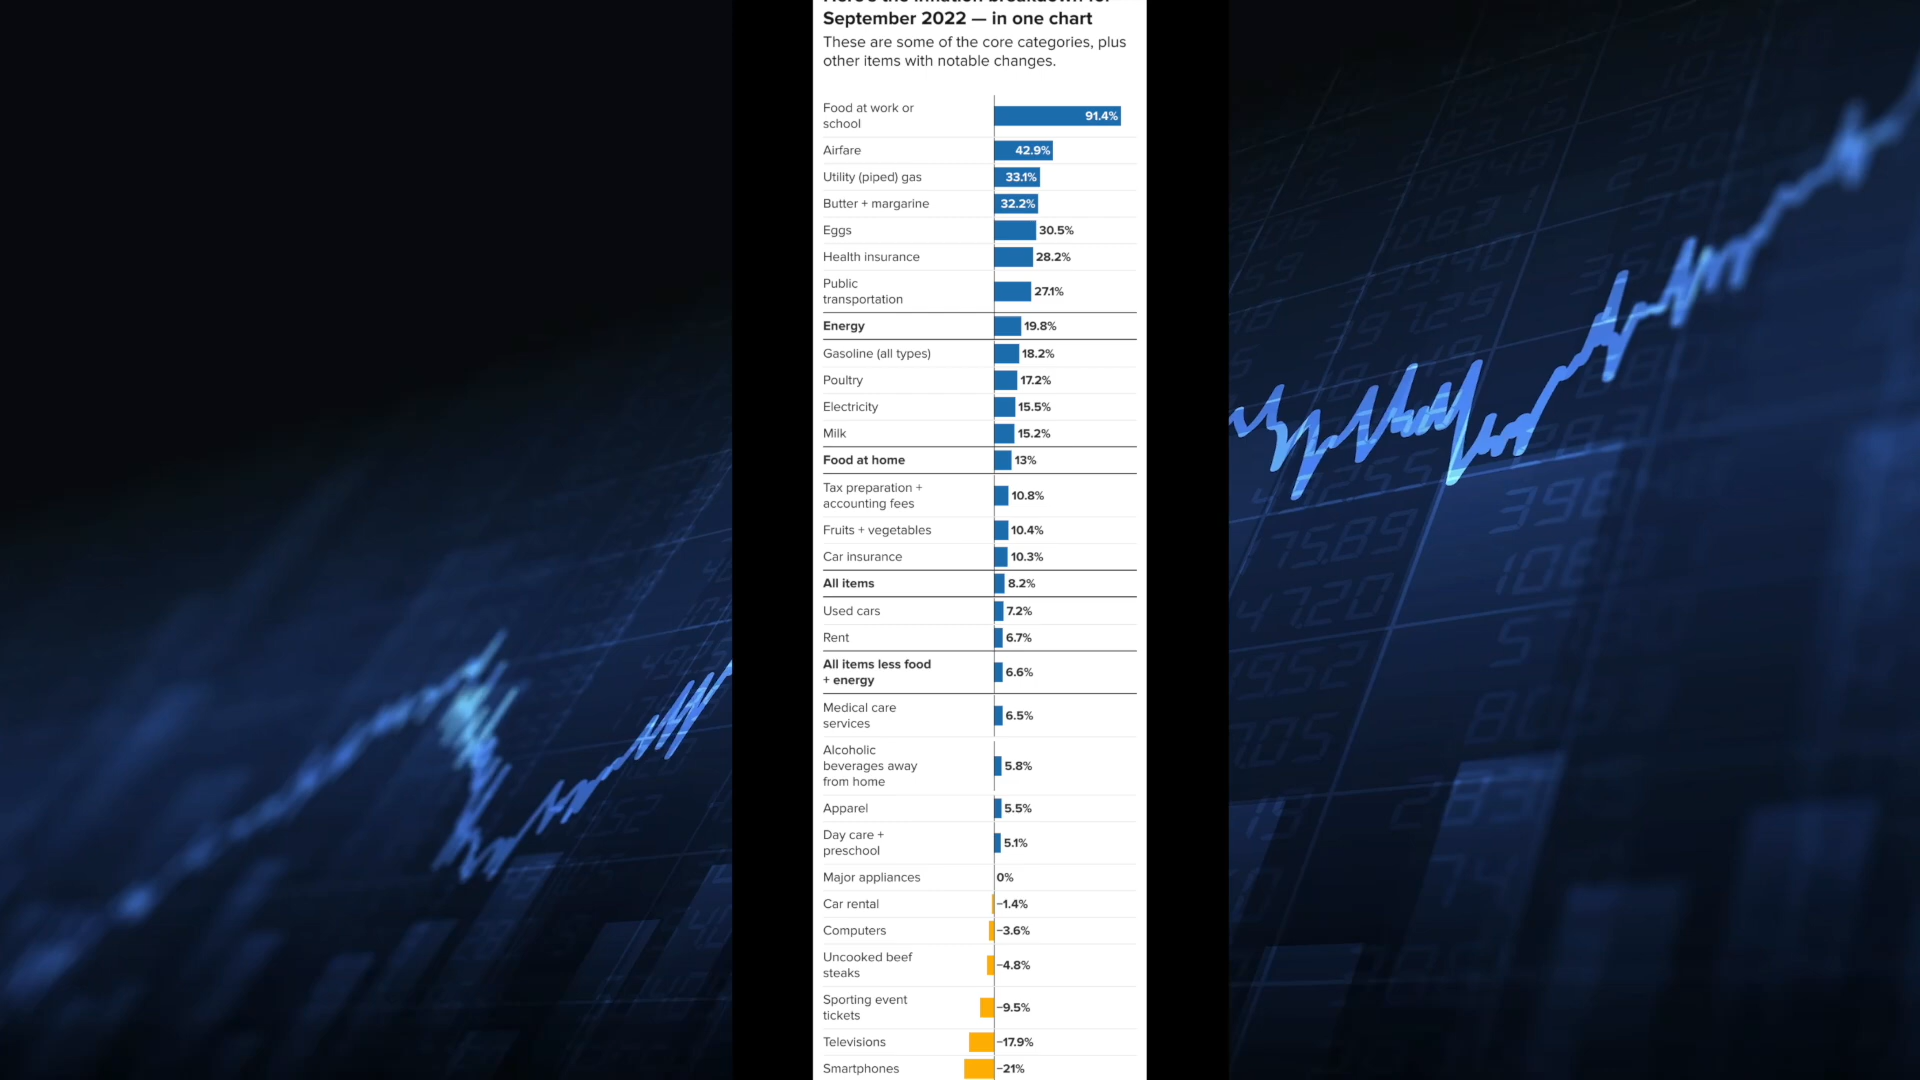 September 2022 — in one chart
These are some of the core categories, plus
other items with notable changes.
Food at work or
school
91.4%
Airfare
42.9%
Utility (piped) gas
33.1%
Butter + margarine
32.2%
Eggs
30.5%
Health insurance
28.2%
Public
transportation
27.1%
Energy
19.8%
Gasoline (all types)
18.2%
Poultry
17.2%
Electricity
15.5%
Milk
15.2%
Food at home
13%
Tax preparation +
accounting fees
10.8%
Fruits + vegetables
10.4%
Car insurance
10.3%
All items
8.2%
Used cars
7.2%
Rent
6.7%
All items less food
+ energy
6.6%
Medical care
services
6.5%
Alcoholic
beverages away
from home
5.8%
Apparel
5.5%
Day care +
preschool
5.1%
Major appliances
0%
Car rental
−1.4%
Computers
−3.6%
Uncooked beef
steaks
−4.8%
Sporting event
tickets
−9.5%
Televisions
−17.9%
Smartphones
−21%
75.89
47.20